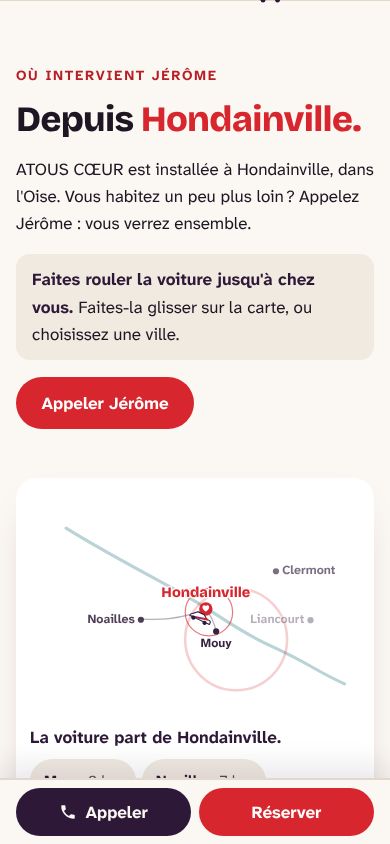 OÙ INTERVIENT JÉRÔME
Depuis Hondainville.
ATOUS CŒUR est installée à Hondainville, dans
l'Oise. Vous habitez un peu plus loin ? Appelez
Jérôme : vous verrez ensemble.
Faites rouler la voiture jusqu'à chez
vous. Faites-la glisser sur la carte, ou
choisissez une ville.
Appeler Jérôme
Clermont
Hondainville
Noailles
Liancourt
Mouy
La voiture part de Hondainville.
Appeler
Réserver